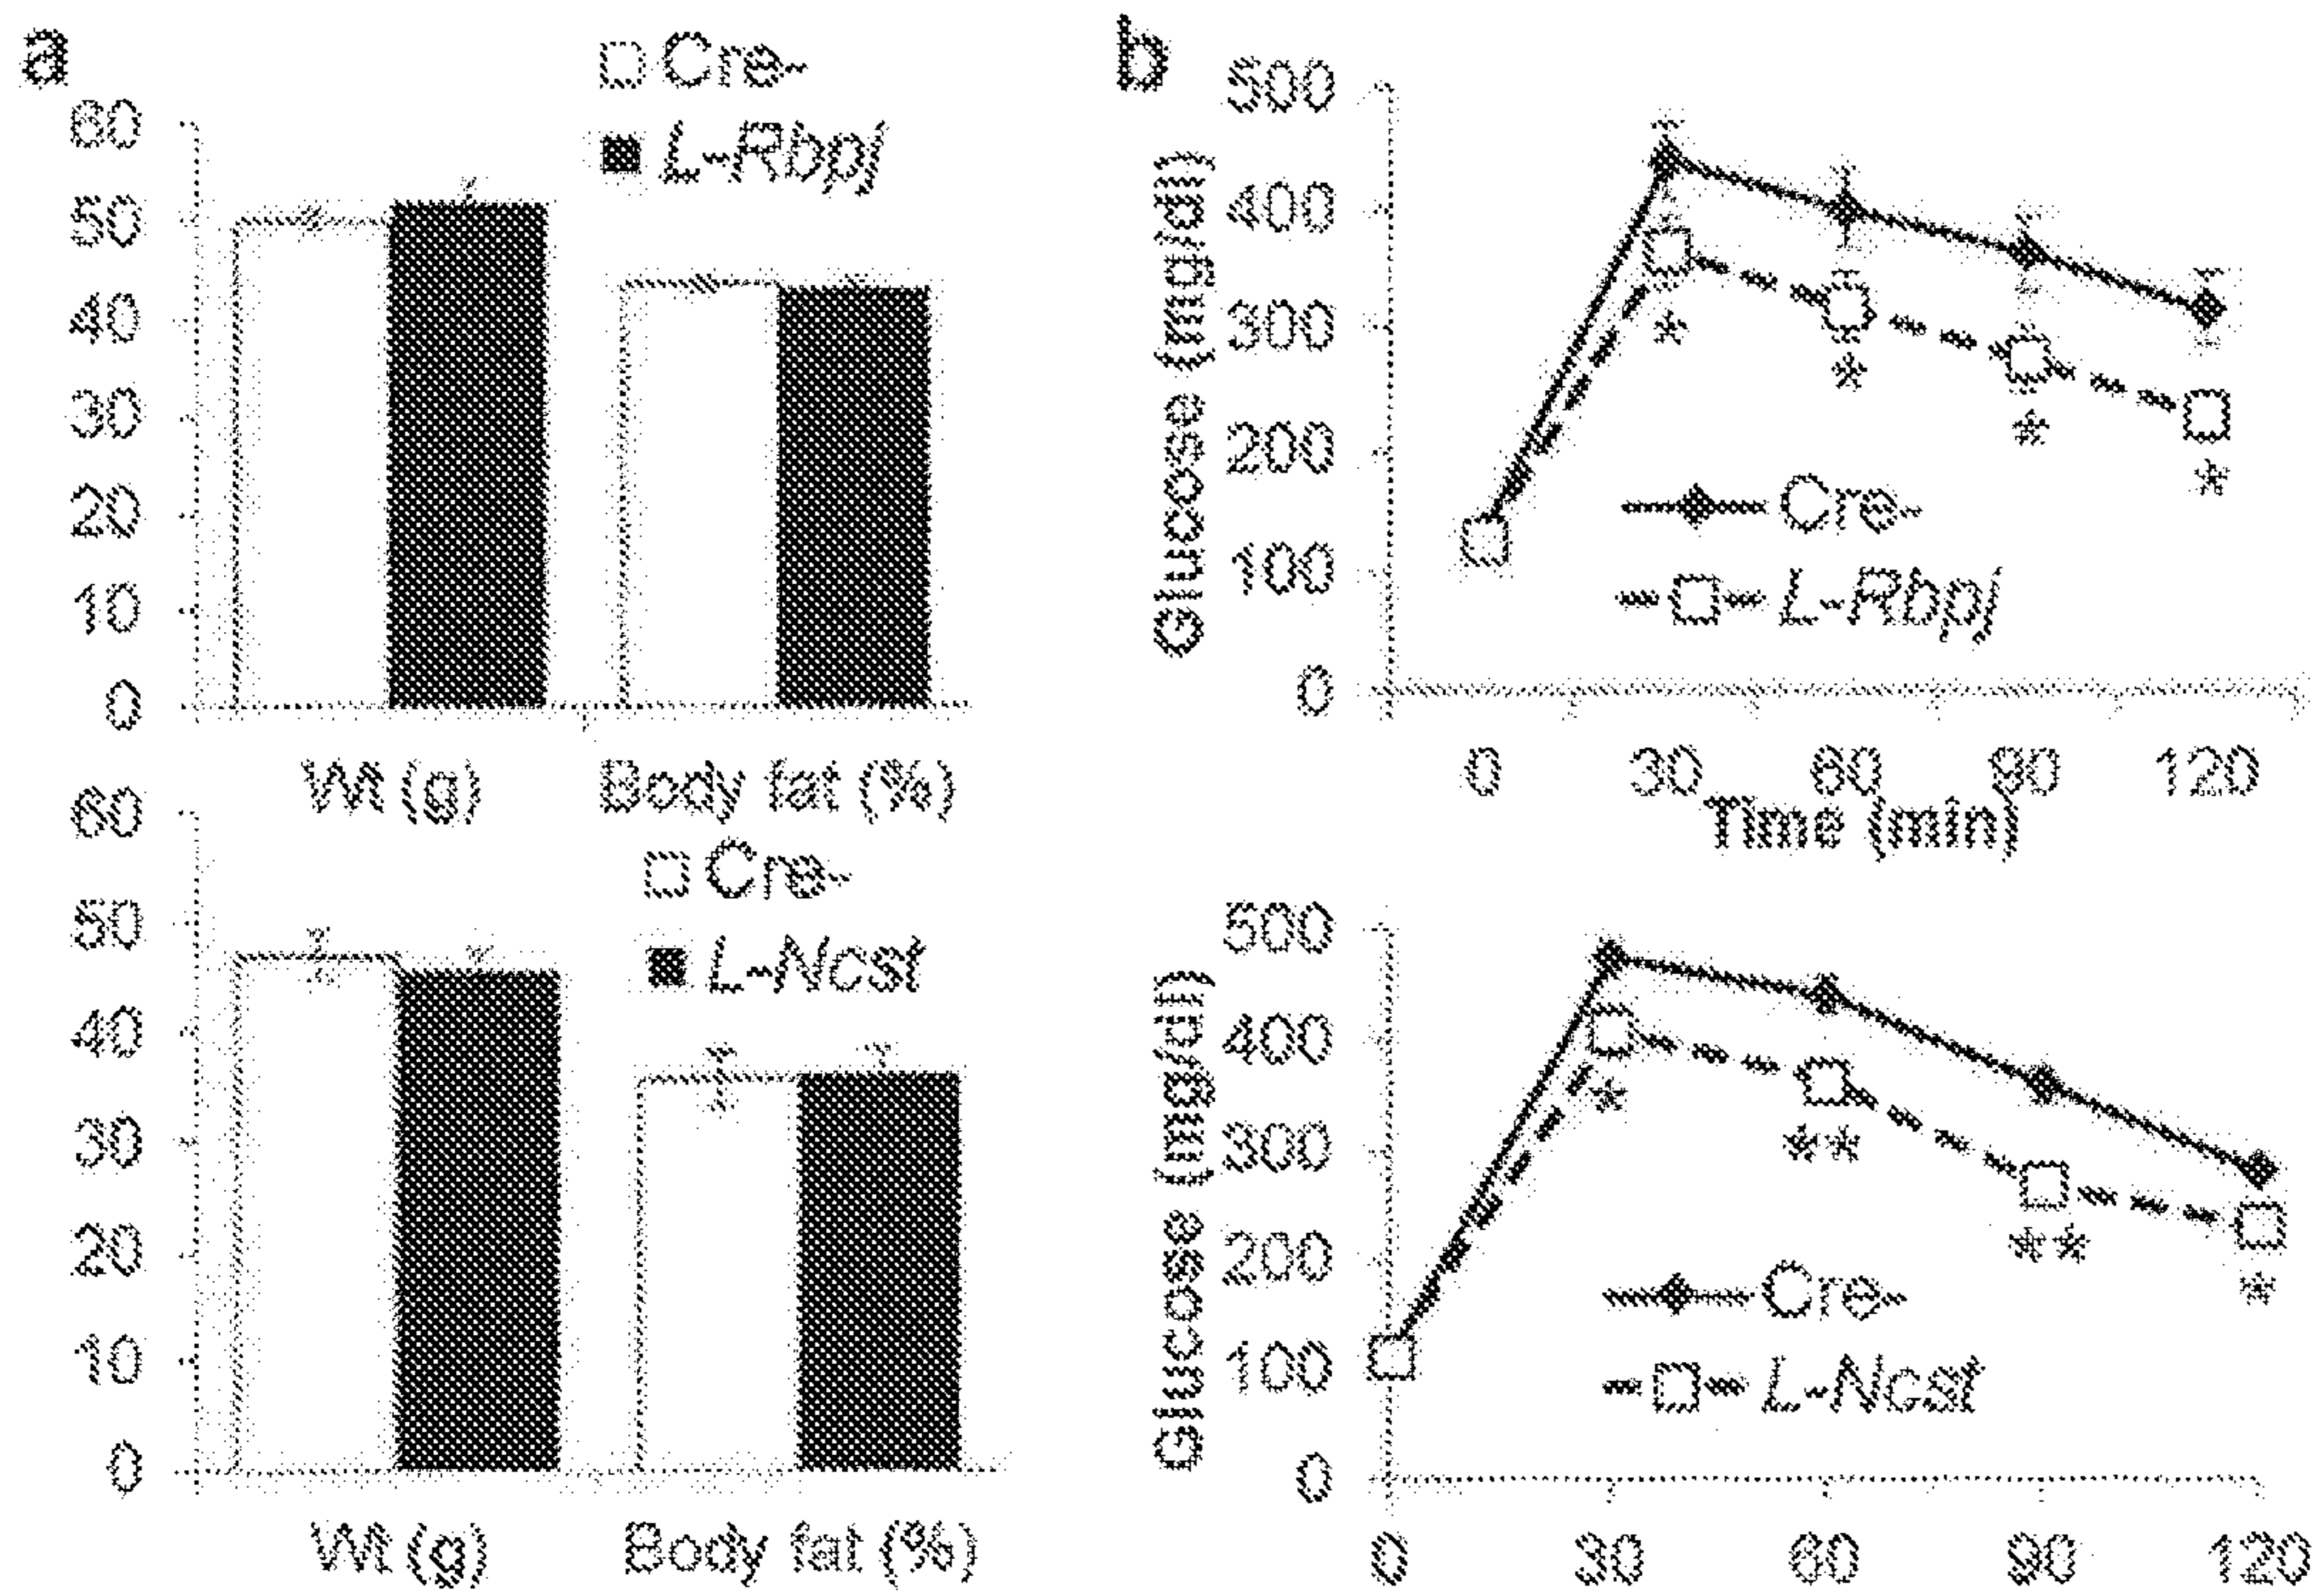 a
Cre-
L-Rbpj
60
50
40
30
20
10
0
Wt (g) Body fat (%)
b
500
400
300
200
100
0
Glucose (mg/dl)
*
*
*
*
Cre-
L-Rbpj
0 30 60 90 120
Time (min)
60
50
40
30
20
10
0
Cre-
L-Ncst
Wt (g) Body fat (%)
500
400
300
200
100
0
Glucose (mg/dl)
*
**
**
*
Cre-
L-Ncst
0 30 60 90 120